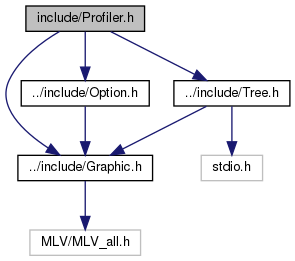 include/Profiler.h
../include/Option.h
../include/Tree.h
../include/Graphic.h
stdio.h
MLV/MLV_all.h